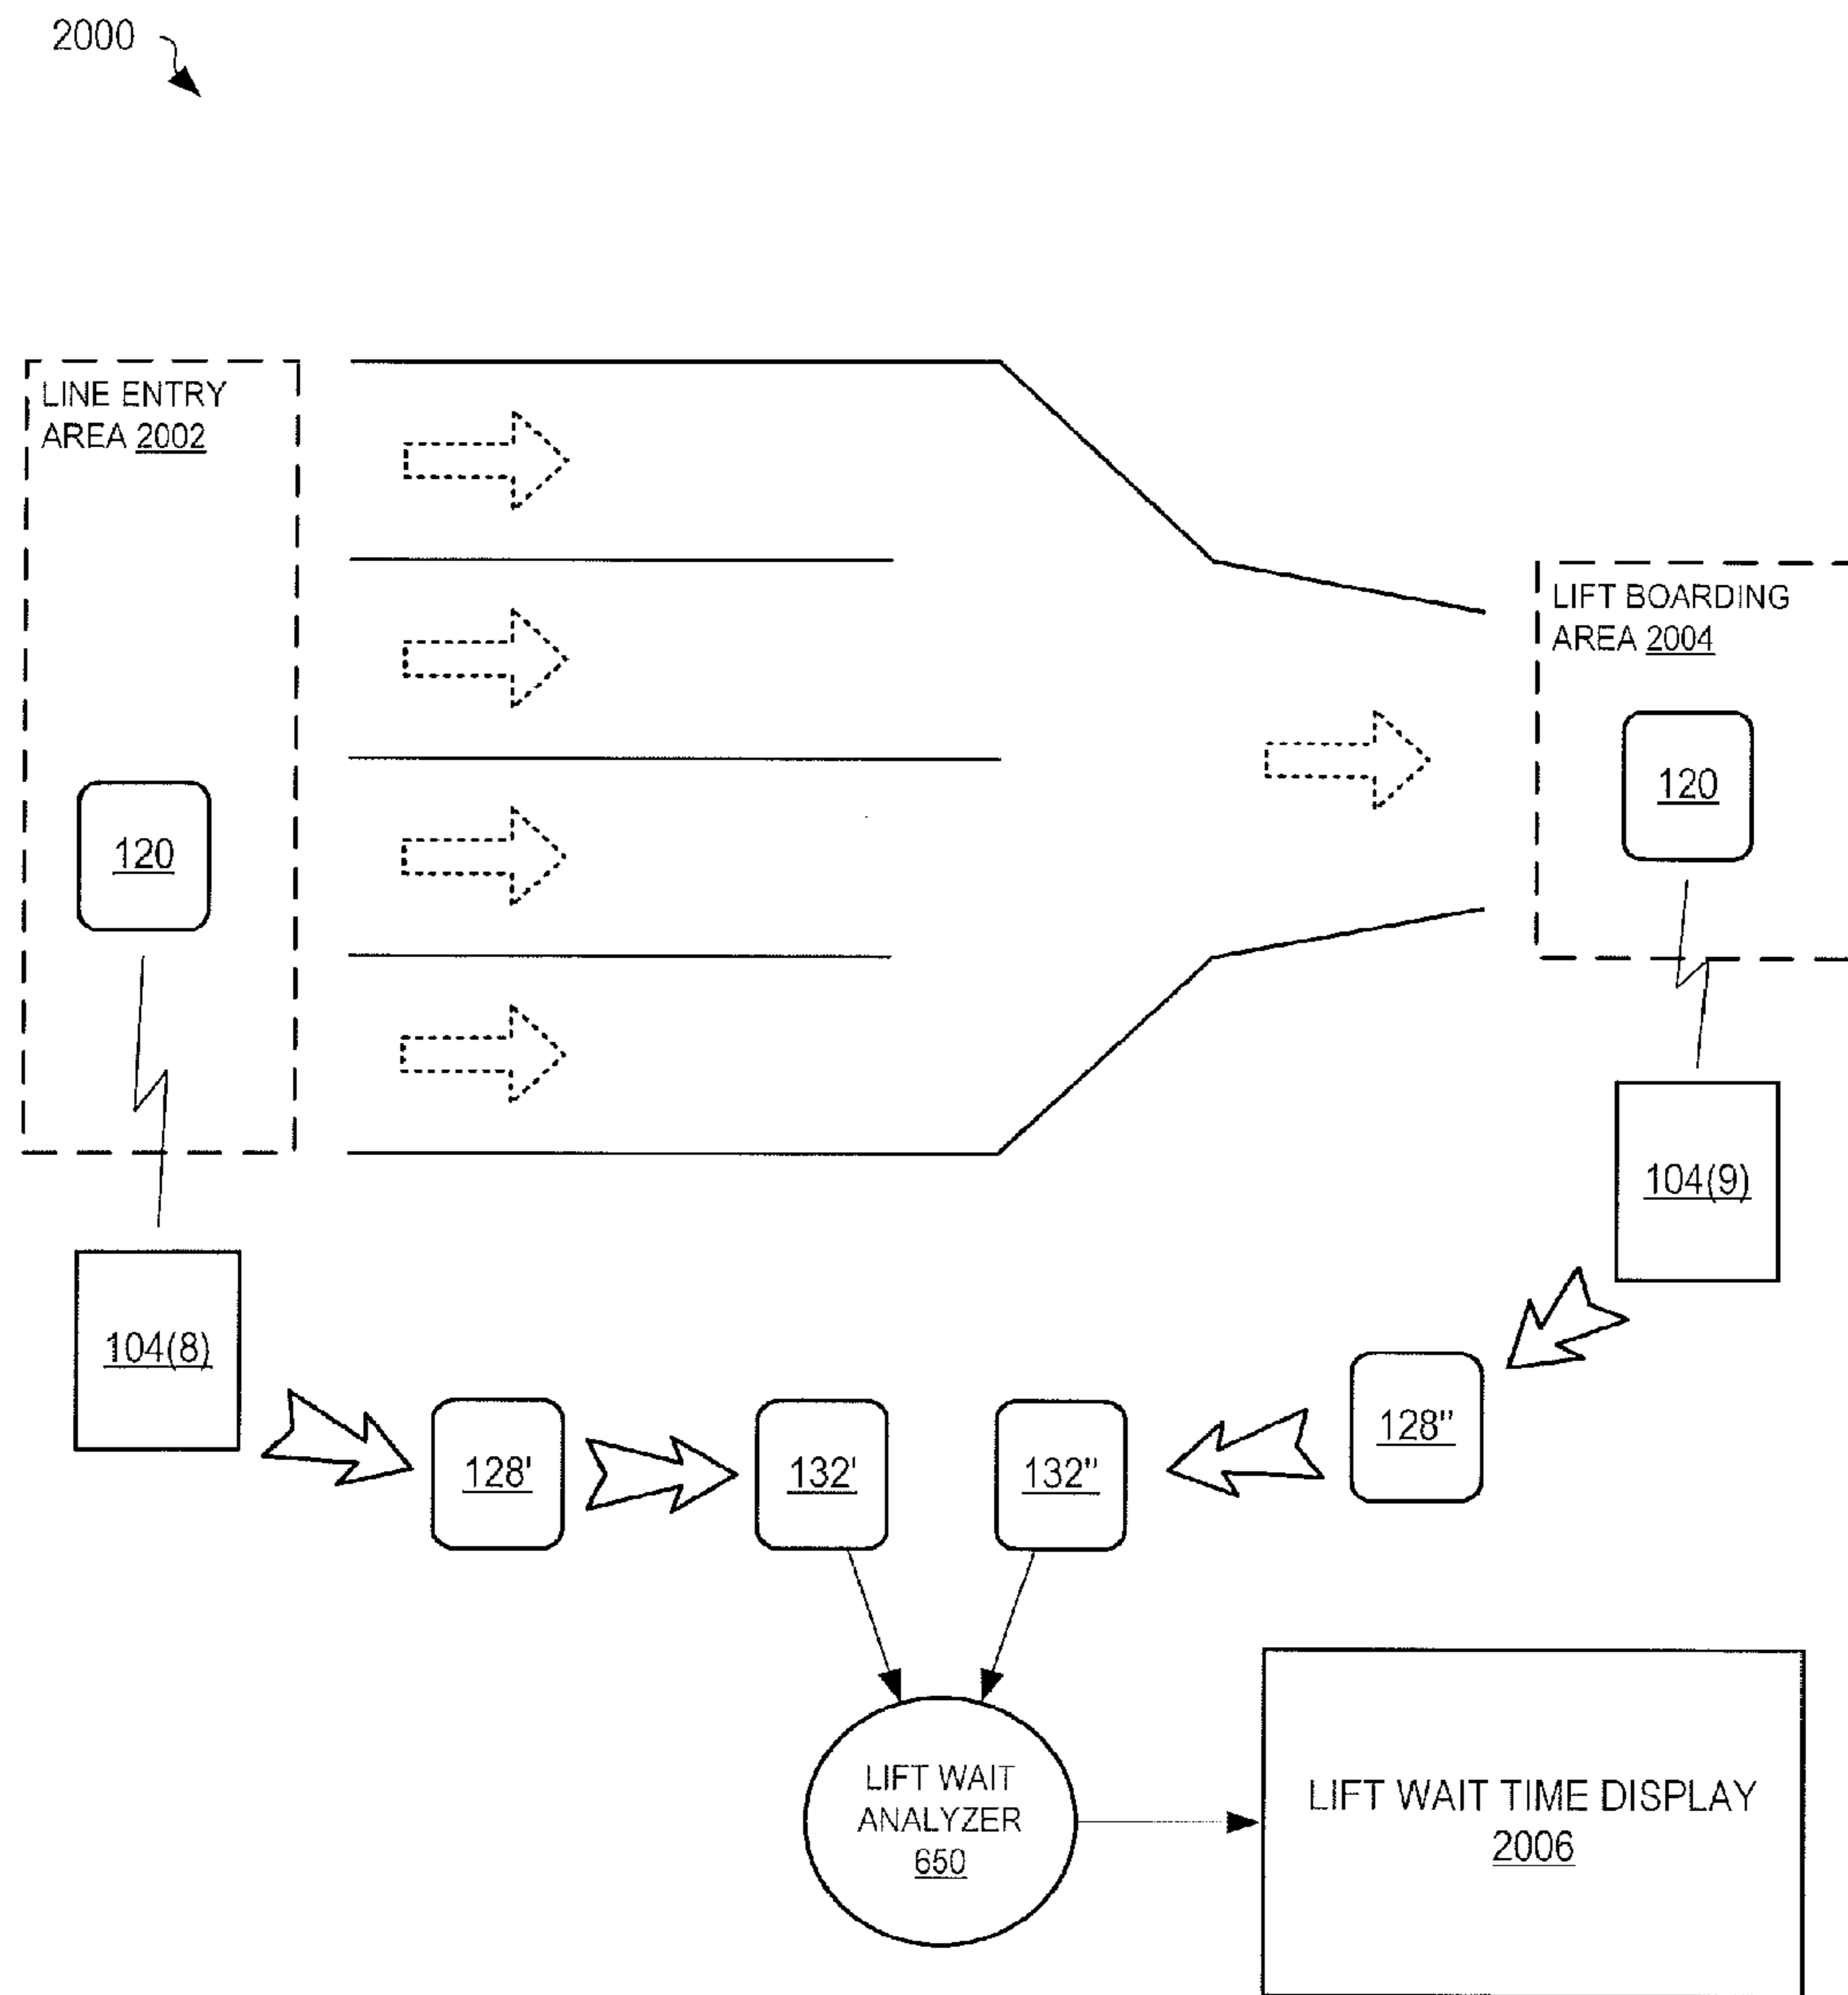 2000
LINE ENTRY
AREA 2002
LIFT BOARDING
AREA 2004
120
120
104(9)
104(8)
128'
132'
132"
128"
LIFT WAIT
ANALYZER
650
LIFT WAIT TIME DISPLAY
2006